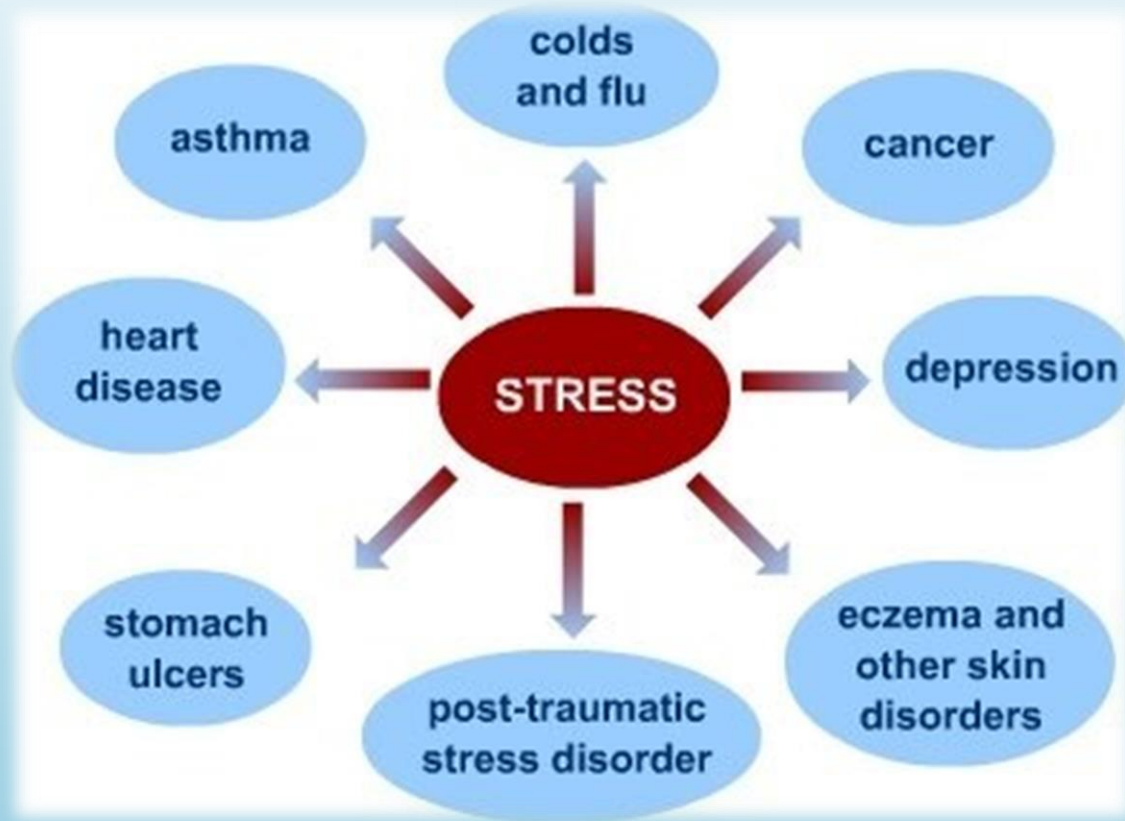 colds
and flu
asthma
cancer
heart
disease
STRESS
depression
stomach
ulcers
post-traumatic
stress disorder
eczema and
other skin
disorders